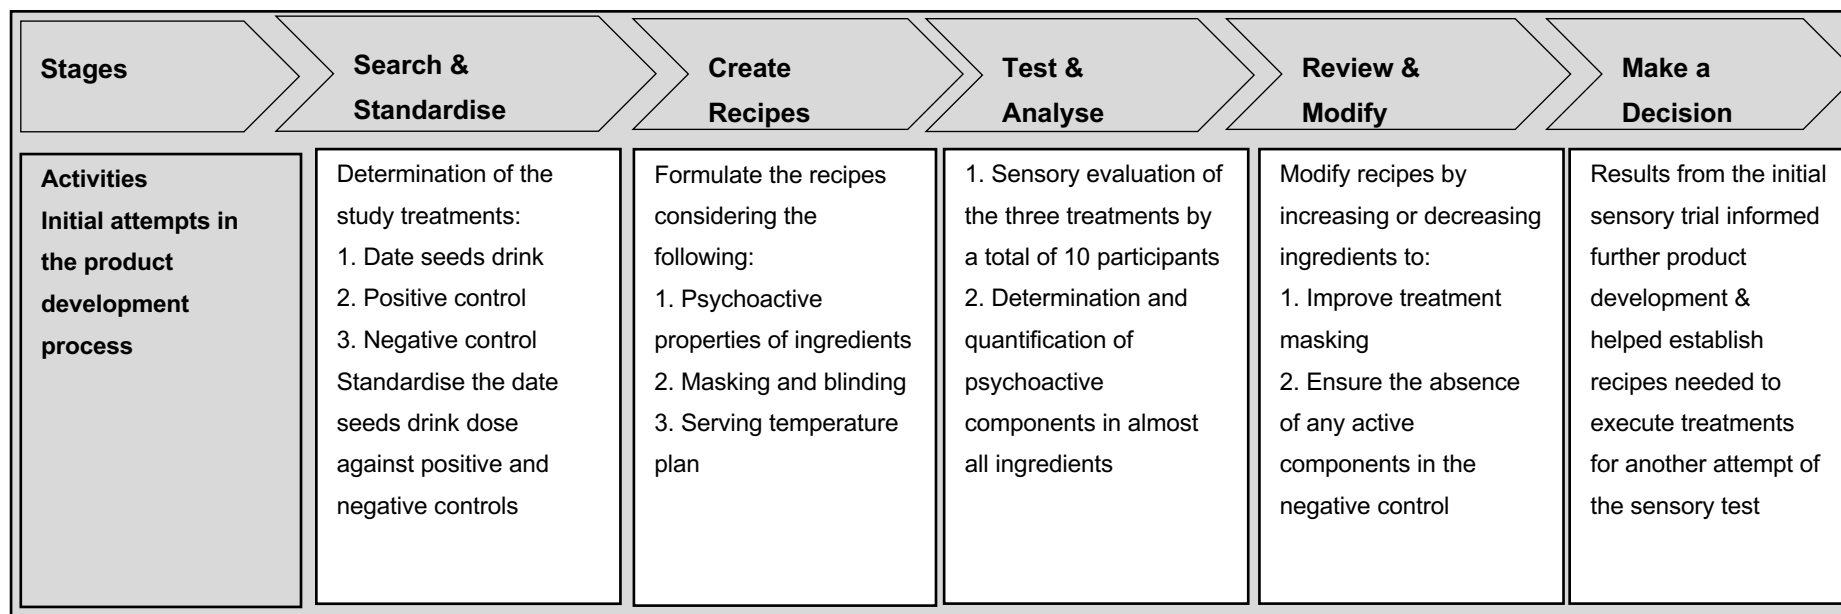 Stages
Search &
Standardise
Create
Recipes
Test &
Analyse
Review &
Modify
Make a
Decision
Activities
Initial attempts in
the product
development
process
Determination of the
study treatments:
1. Date seeds drink
2. Positive control
3. Negative control
Standardise the date
seeds drink dose
against positive and
negative controls
Formulate the recipes
considering the
following:
1. Psychoactive
properties of ingredients
2. Masking and blinding
3. Serving temperature
plan
1. Sensory evaluation of
the three treatments by
a total of 10 participants
2. Determination and
quantification of
psychoactive
components in almost
all ingredients
Modify recipes by
increasing or decreasing
ingredients to:
1. Improve treatment
masking
2. Ensure the absence
of any active
components in the
negative control
Results from the initial
sensory trial informed
further product
development &
helped establish
recipes needed to
execute treatments
for another attempt of
the sensory test